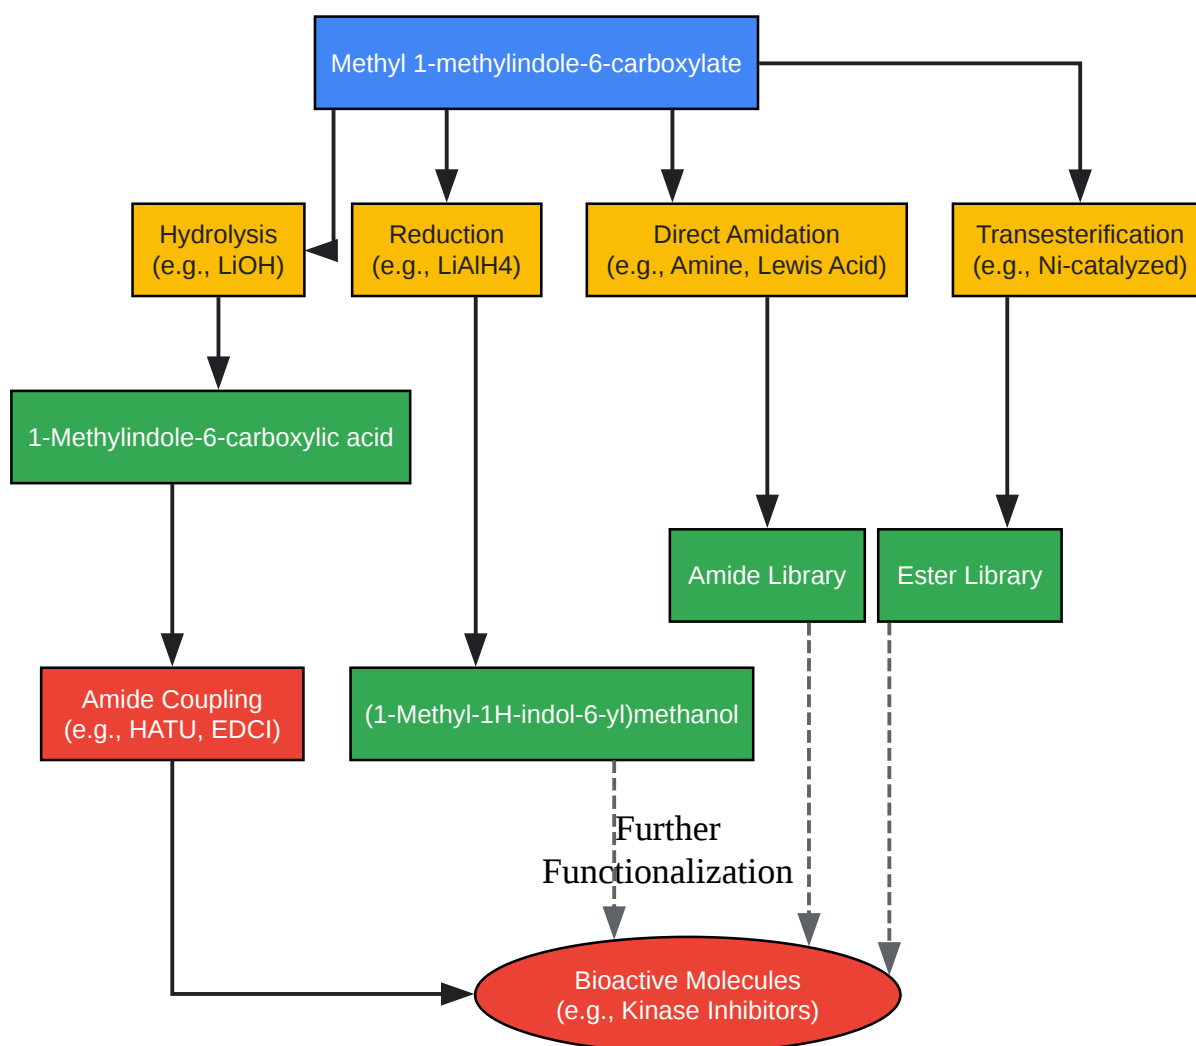 Methyl 1-methylindole-6-carboxylate
Hydrolysis
(e.g., LiOH)
Reduction
(e.g., LiAlH4)
Direct Amidation
(e.g., Amine, Lewis Acid)
Transesterification
(e.g., Ni-catalyzed)
1-Methylindole-6-carboxylic acid
Amide Library
Ester Library
Amide Coupling
(e.g., HATU, EDCI)
(1-Methyl-1H-indol-6-yl)methanol
Further
Functionalization
Bioactive Molecules
(e.g., Kinase Inhibitors)